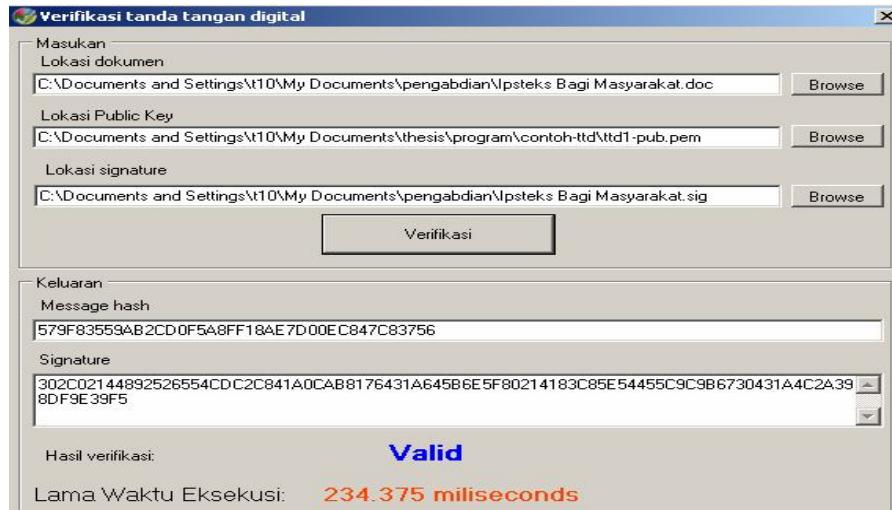 Verifikasi tanda tangan digital
Masukan
Lokasi dokumen
C:\Documents and Settings\t10\My Documents\pengabdian\Ipsteks Bagi Masyarakat.doc
Browse
Lokasi Public Key
C:\Documents and Settings\t10\My Documents\thesis\program\contoh-ttd\ttd1-pub.pem
Browse
Lokasi signature
C:\Documents and Settings\t10\My Documents\pengabdian\Ipsteks Bagi Masyarakat.sig
Browse
Verifikasi
Keluaran
Message hash
579F83559AB2CD0F5A8FF18AE7D00EC847C83756
Signature
302C02144892526554CDC2C841A0CAB8176431A645B6E5F80214183C85E54455C9C9B6730431A4C2A39
8DF9E39F5
Hasil verifikasi:
Valid
Lama Waktu Eksekusi:
234.375 miliseconds